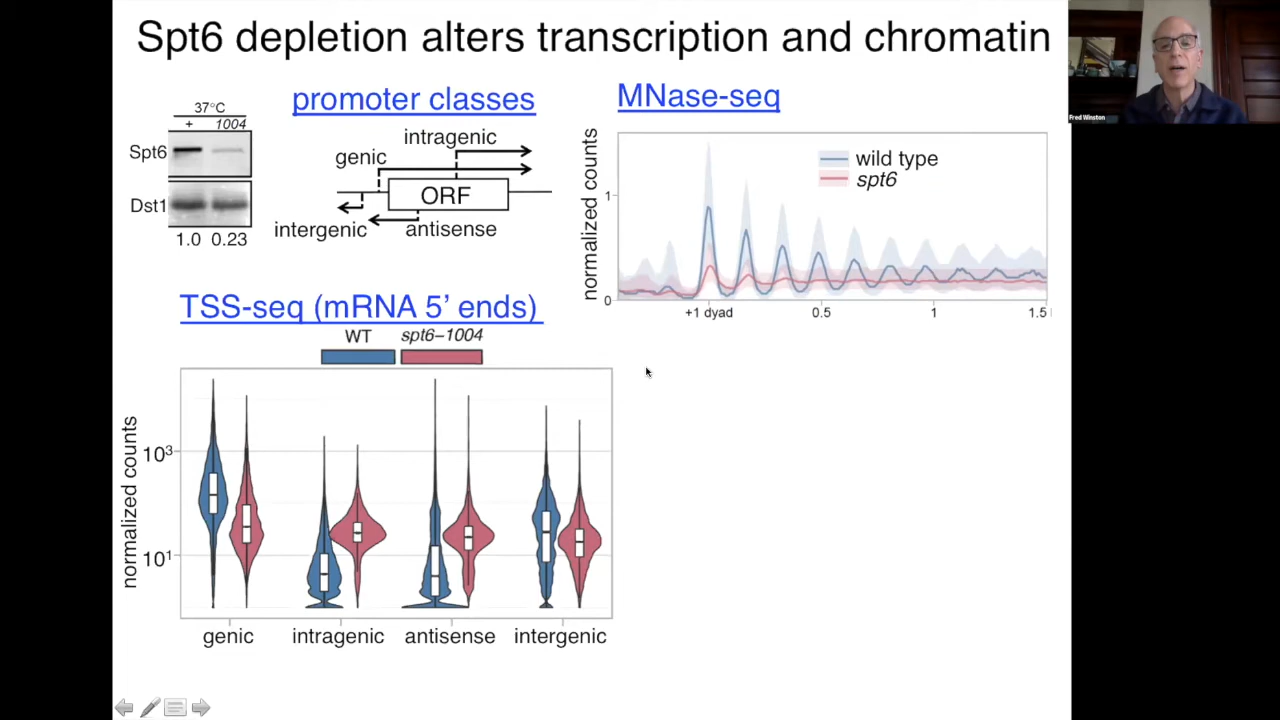 Spt6 depletion alters transcription and chromatin
Fred Winston
37°C
+ 1004
Spt6
Dst1
1.0 0.23
promoter classes
intragenic
genic
ORF
intergenic
antisense
MNase-seq
normalized counts
1
0
wild type
spt6
+1 dyad 0.5 1 1.5
TSS-seq (mRNA 5’ ends)
WT spt6–1004
normalized counts
10³
10¹
genic intragenic antisense intergenic